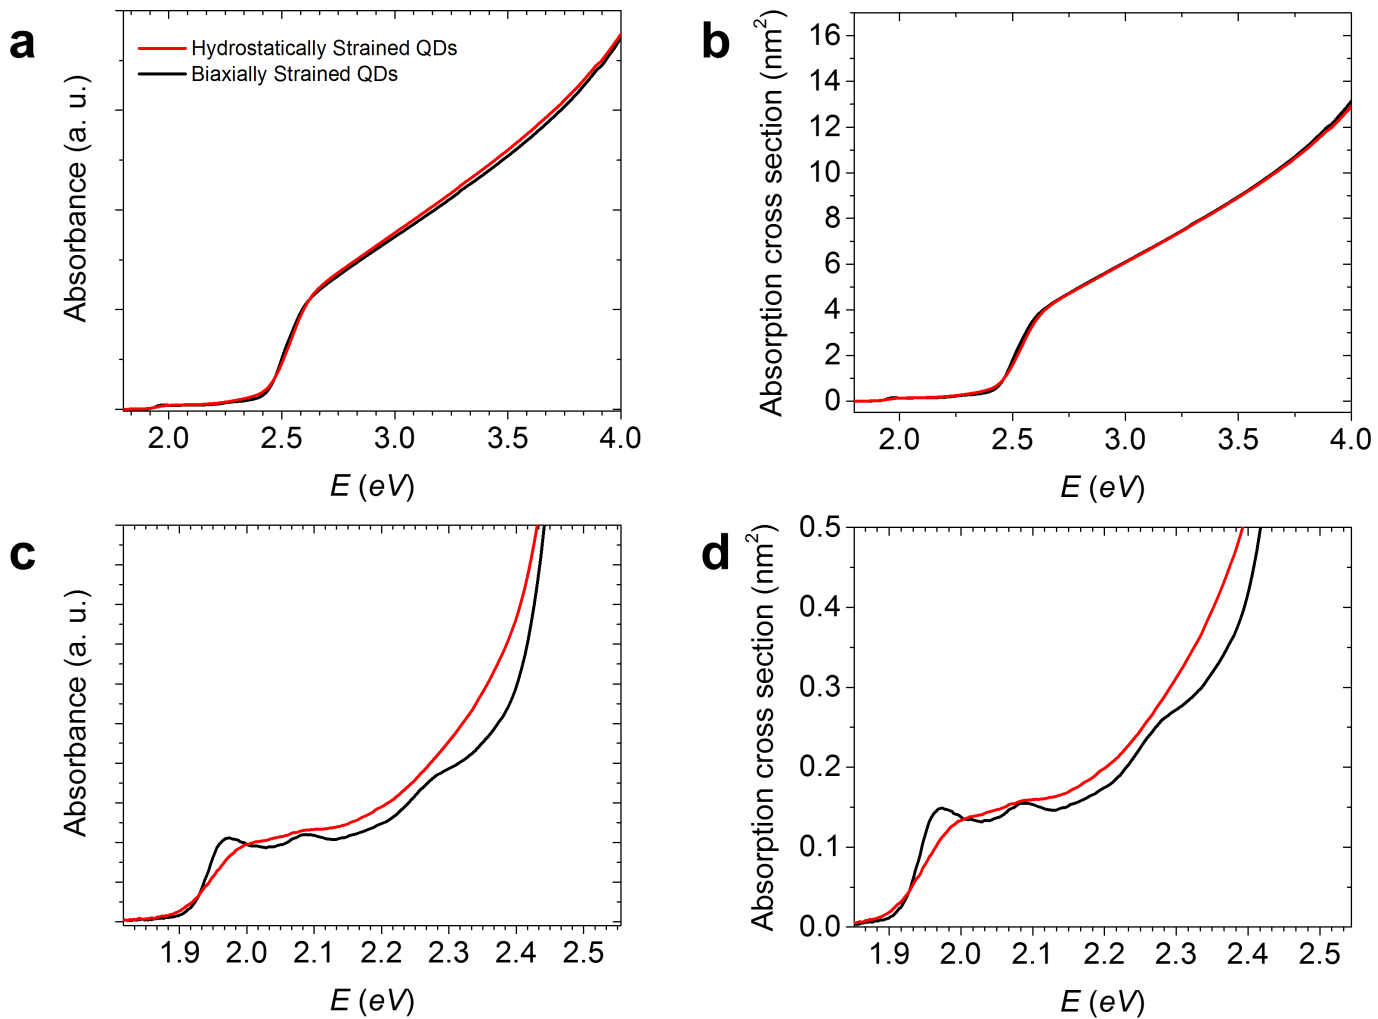 a
Hydrostatically Strained QDs
Biaxially Strained QDs
Absorbance (a. u.)
2.0 2.5 3.0 3.5 4.0
E (eV)
b
Absorption cross section (nm²)
16
14
12
10
8
6
4
2
0
2.0 2.5 3.0 3.5 4.0
E (eV)
c
Absorbance (a. u.)
1.9 2.0 2.1 2.2 2.3 2.4 2.5
E (eV)
d
Absorption cross section (nm²)
0.5
0.4
0.3
0.2
0.1
0.0
1.9 2.0 2.1 2.2 2.3 2.4 2.5
E (eV)